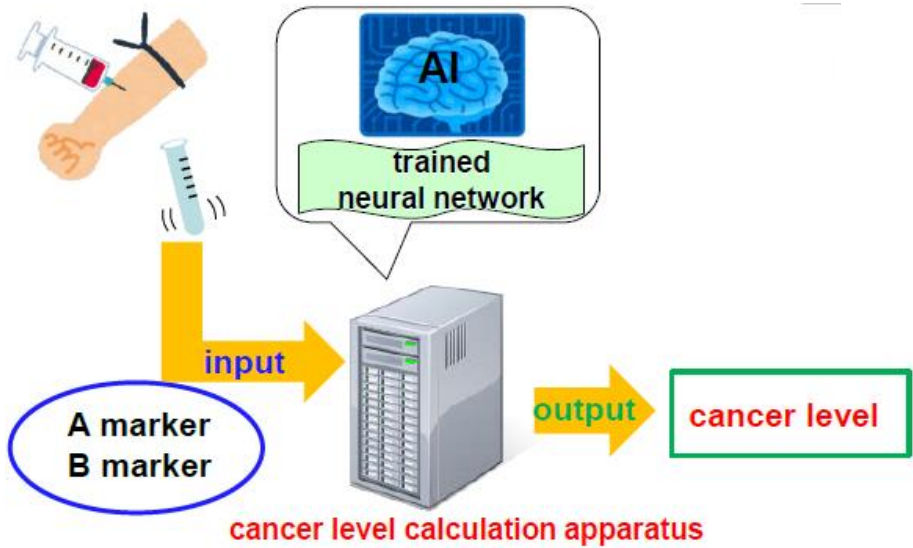 AI
trained
neural network
input
A marker
B marker
output
cancer level
cancer level calculation apparatus